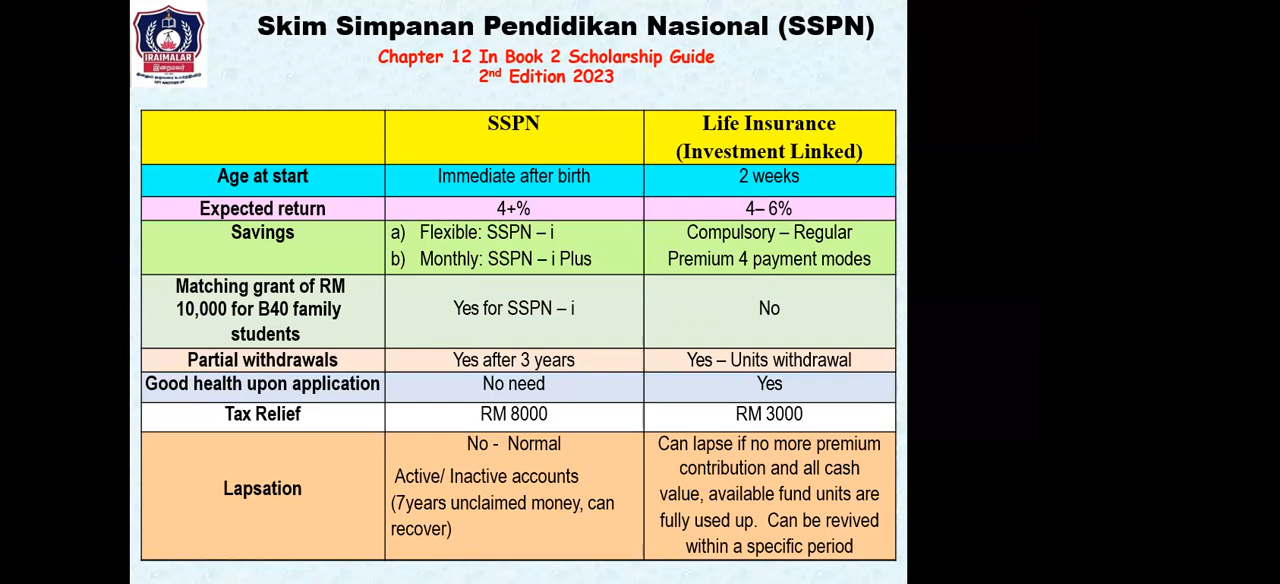 Skim Simpanan Pendidikan Nasional (SSPN)
Chapter 12 In Book 2 Scholarship Guide
2nd Edition 2023
IRAIMALAR
இறைமலர்
SSPN
Life Insurance
(Investment Linked)
Age at start
Immediate after birth
2 weeks
Expected return
4+%
4– 6%
Savings
a) Flexible: SSPN – i
b) Monthly: SSPN – i Plus
Compulsory – Regular
Premium 4 payment modes
Matching grant of RM
10,000 for B40 family
students
Yes for SSPN – i
No
Partial withdrawals
Yes after 3 years
Yes – Units withdrawal
Good health upon application
No need
Yes
Tax Relief
RM 8000
RM 3000
Lapsation
No - Normal
Active/ Inactive accounts
(7years unclaimed money, can
recover)
Can lapse if no more premium
contribution and all cash
value, available fund units are
fully used up. Can be revived
within a specific period